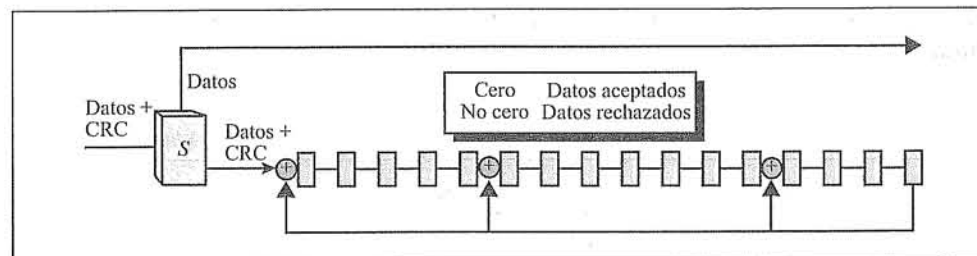 Datos
Cero Datos aceptados
No cero Datos rechazados
Datos +
CRC
S
Datos +
CRC
+
+
+